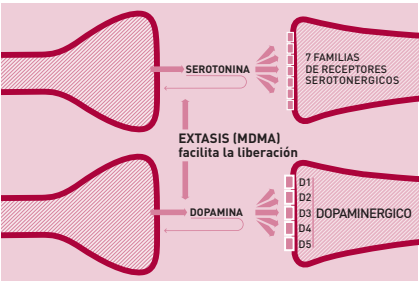 SEROTONINA
7 FAMILIAS
DE RECEPTORES
SEROTONERGICOS
EXTASIS (MDMA)
facilita la liberación
DOPAMINA
D1
D2
D3
D4
D5
DOPAMINERGICO